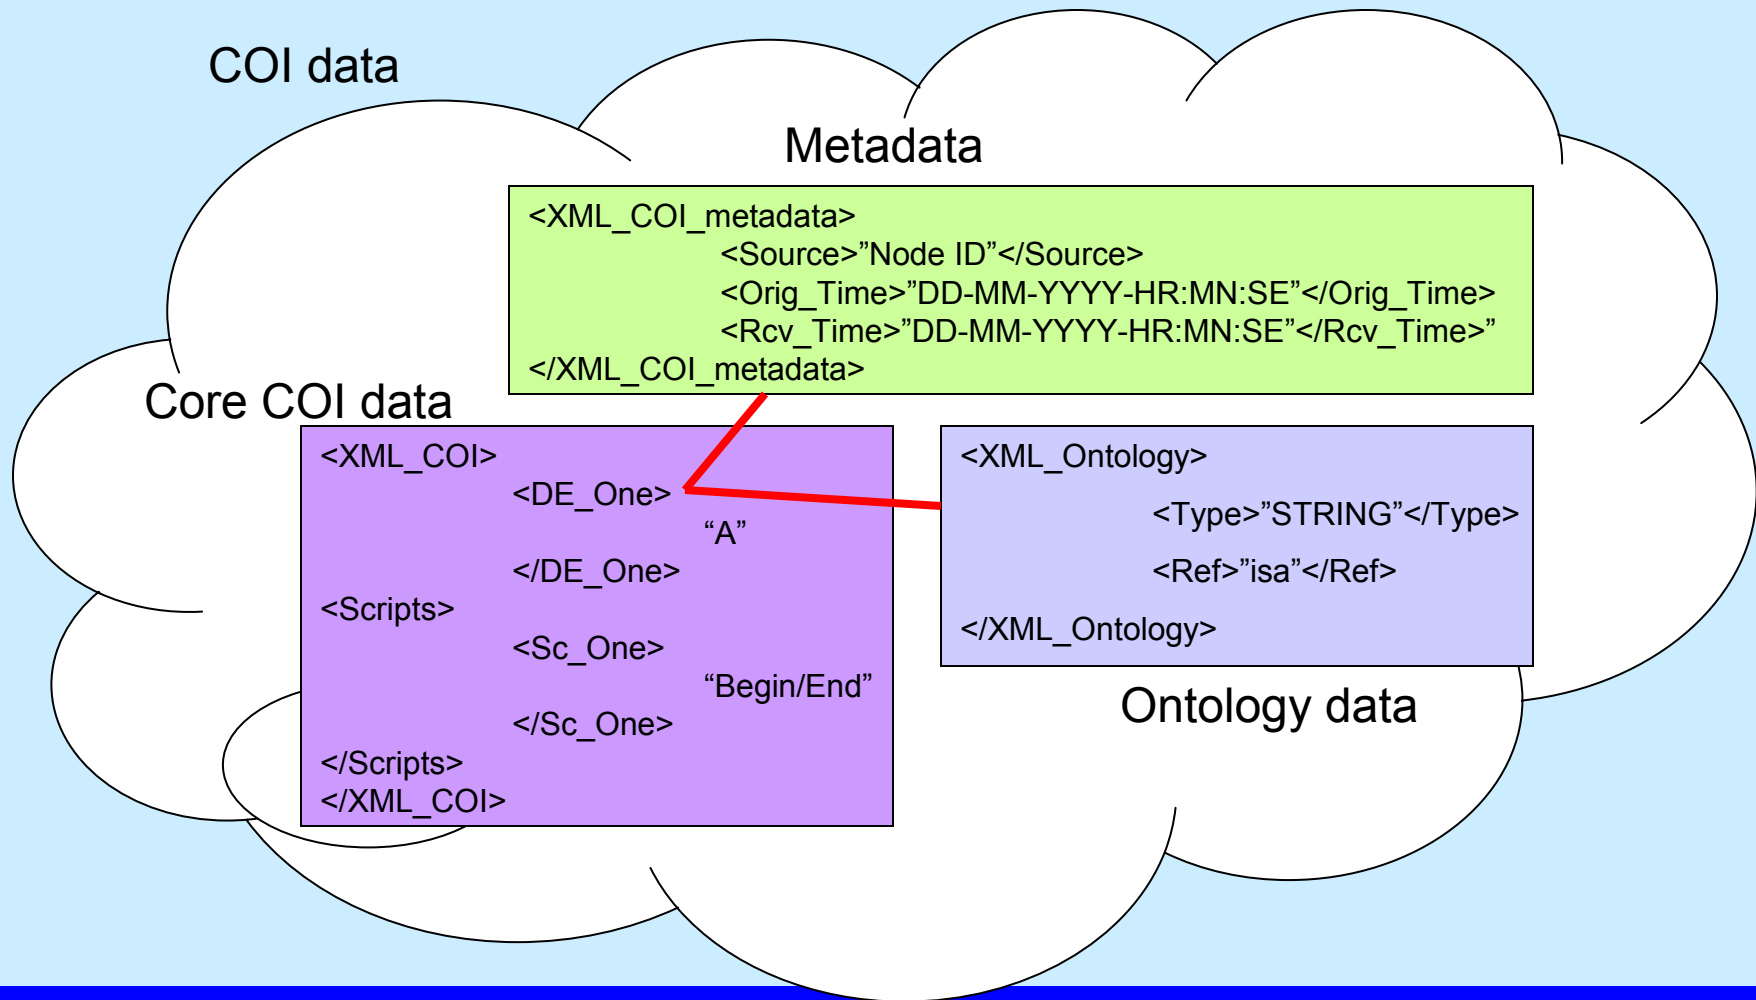 COI data
Metadata
<XML_COI_metadata>
<Source>”Node ID”</Source>
<Orig_Time>”DD-MM-YYYY-HR:MN:SE”</Orig_Time>
<Rcv_Time>”DD-MM-YYYY-HR:MN:SE”</Rcv_Time>”
</XML_COI_metadata>
Core COI data
<XML_COI>
<DE_One>
“A”
</DE_One>
<Scripts>
<Sc_One>
“Begin/End”
</Sc_One>
</Scripts>
</XML_COI>
<XML_Ontology>
<Type>”STRING”</Type>
<Ref>”isa”</Ref>
</XML_Ontology>
Ontology data